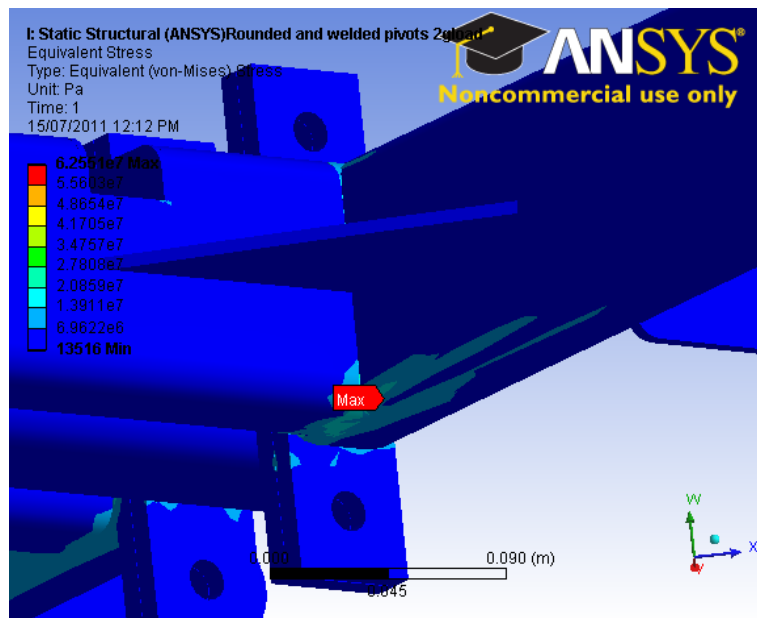 I: Static Structural (ANSYS)Rounded and welded pivots 2gload
Equivalent Stress
Type: Equivalent (von-Mises) Stress
Unit: Pa
Time: 1
15/07/2011 12:12 PM
ANSYS®
Noncommercial use only
6.2561e7 Max
5.5609e7
4.8654e7
4.1705e7
3.4757e7
2.7808e7
2.0859e7
1.3911e7
6.9622e6
13516 Min
Max
0.000
0.090 (m)
0.045
W
X